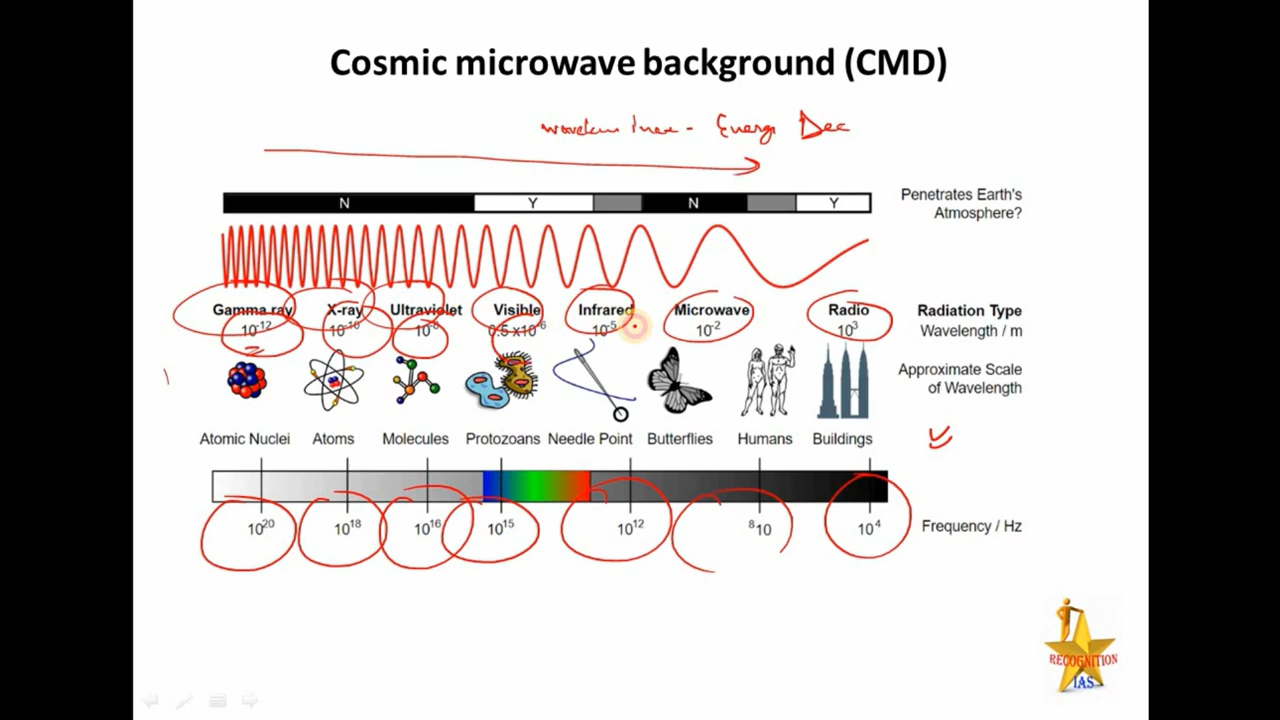 Cosmic microwave background (CMD)
Energy Dec
N Y N Y Penetrates Earth's
Atmosphere?
Gamma ray X-ray Ultraviolet Visible Infrared Microwave Radio Radiation Type
10⁻¹² 10⁻¹⁰ 10⁻⁸ 0.5 x10⁻⁶ 10⁻⁵ 10⁻² 10³ Wavelength / m
Approximate Scale
of Wavelength
Atomic Nuclei Atoms Molecules Protozoans Needle Point Butterflies Humans Buildings
10²⁰ 10¹⁸ 10¹⁶ 10¹⁵ 10¹² ⁸10 10⁴ Frequency / Hz
RECOGNITION
IAS